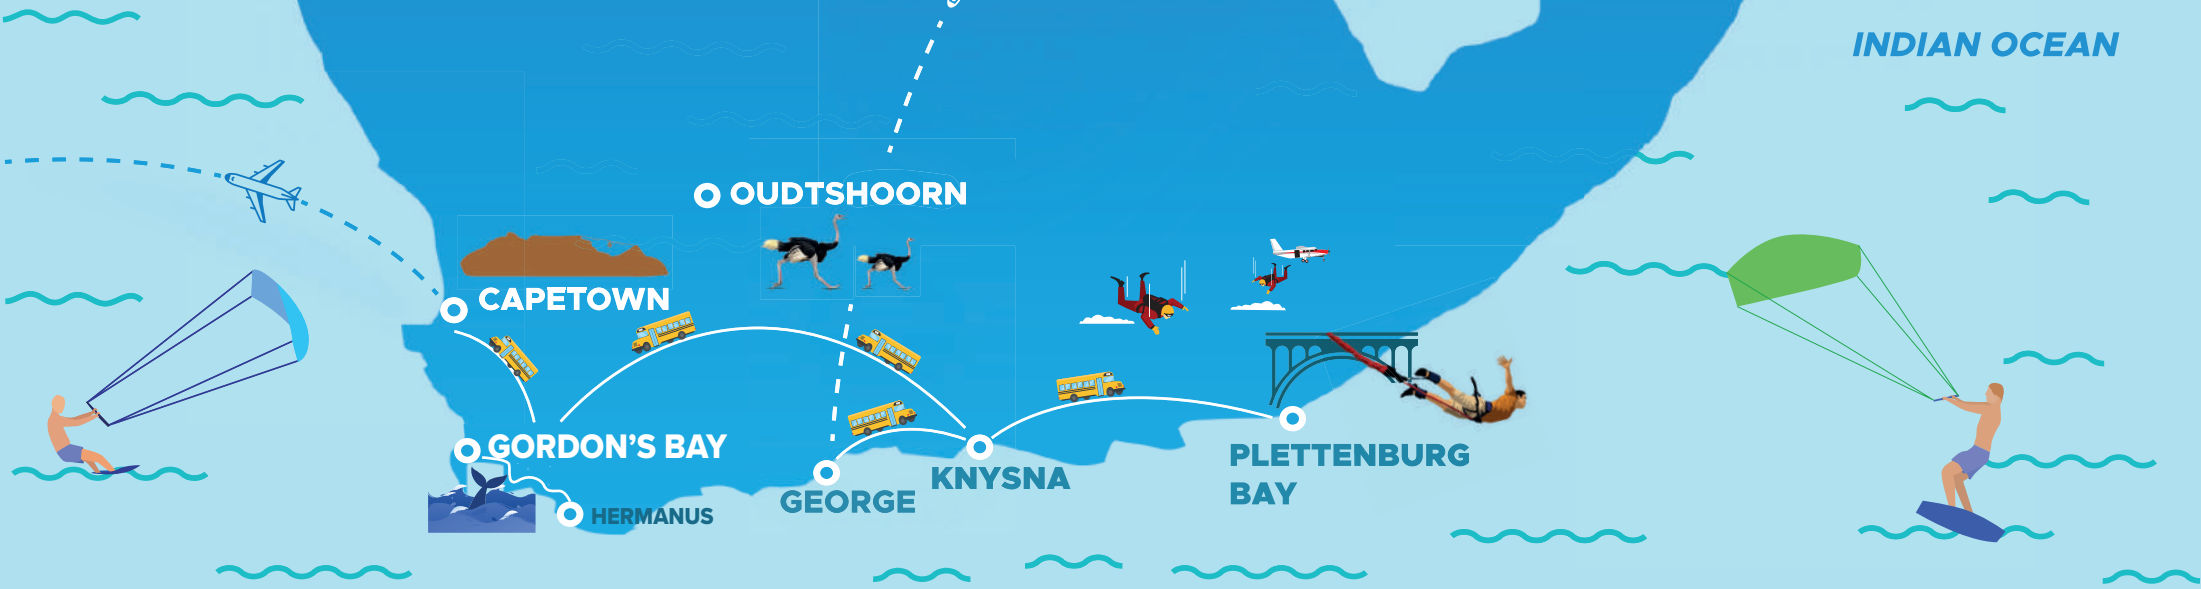 INDIAN OCEAN
OUDTSHOORN
CAPETOWN
GORDON'S BAY
PLETTENBURG
BAY
KNYSNA
GEORGE
HERMANUS